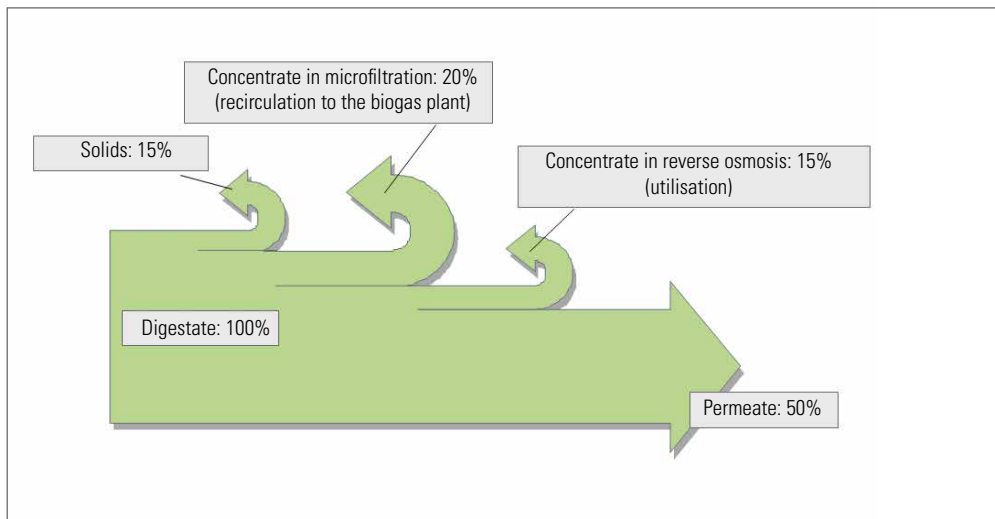 Concentrate in microfiltration: 20%
(recirculation to the biogas plant)
Solids: 15%
Concentrate in reverse osmosis: 15%
(utilisation)
Digestate: 100%
Permeate: 50%